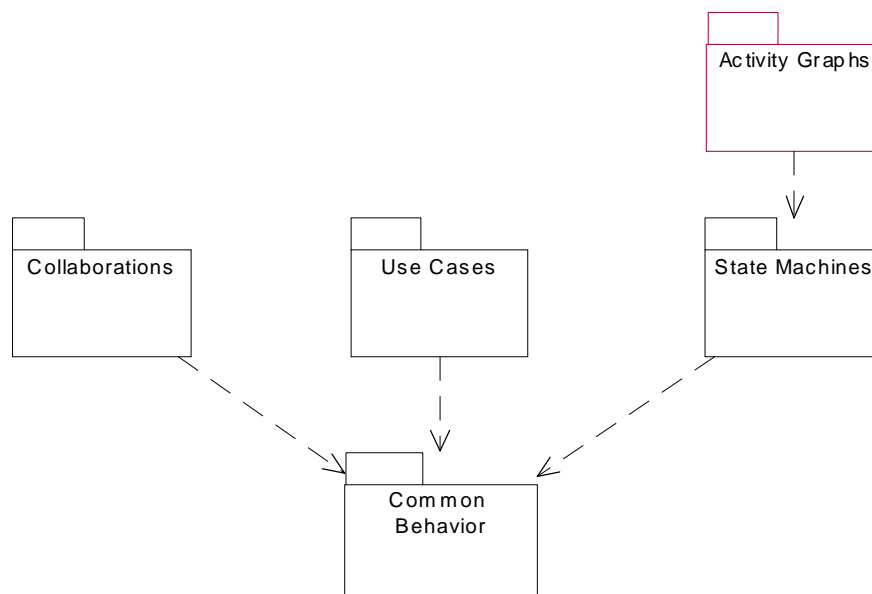 Activity Graphs
Collaborations
Use Cases
State Machines
Common
Behavior